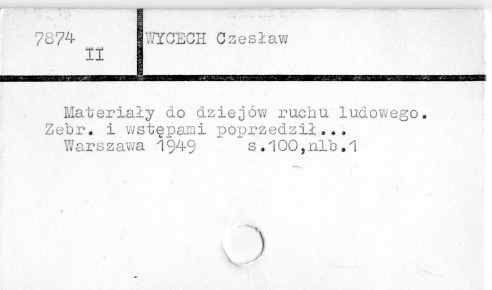 7874 WYCECH Czesław
II
Materiały do dziejów ruchu ludowego.
Zebr. i wstępami poprzedził...
Warszawa 1949 s.100,nlb.1